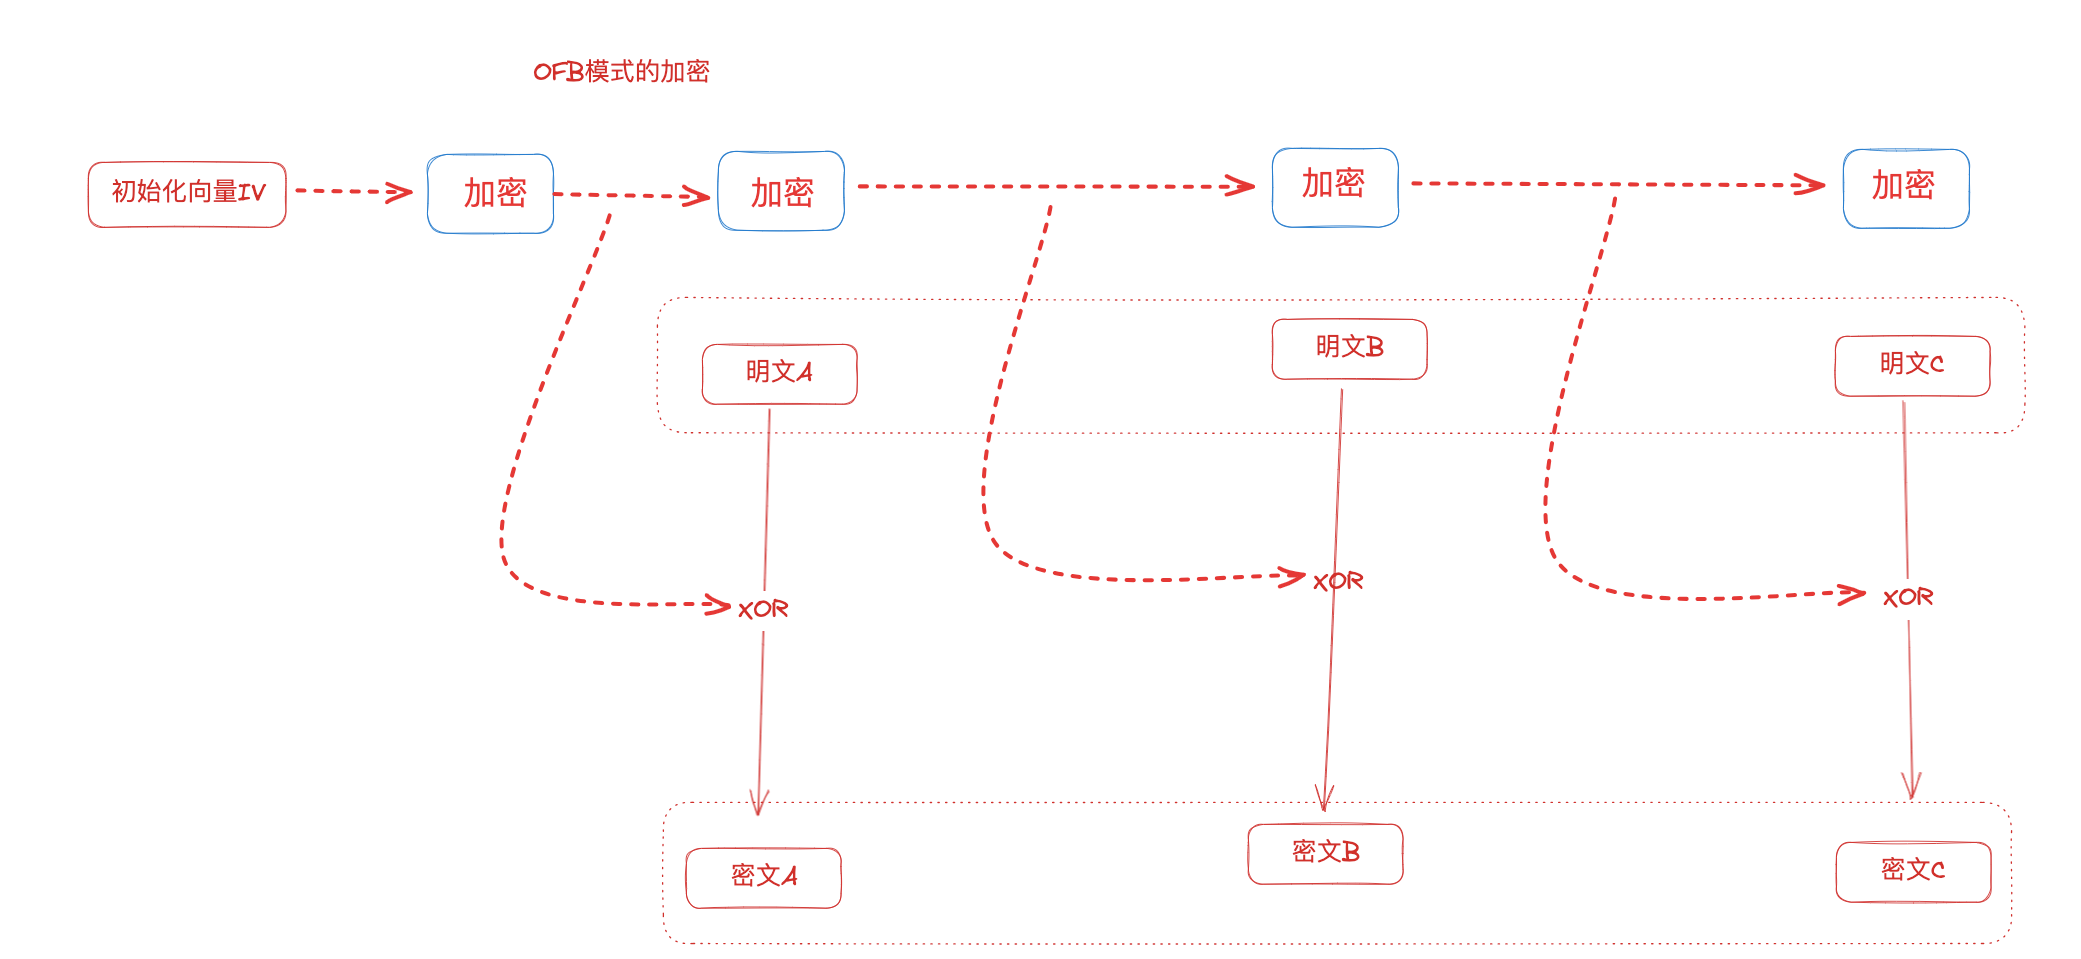 OFB模式的加密
初始化向量IV
加密
加密
加密
加密
明文A
明文B
明文C
XOR
XOR
XOR
密文A
密文B
密文C